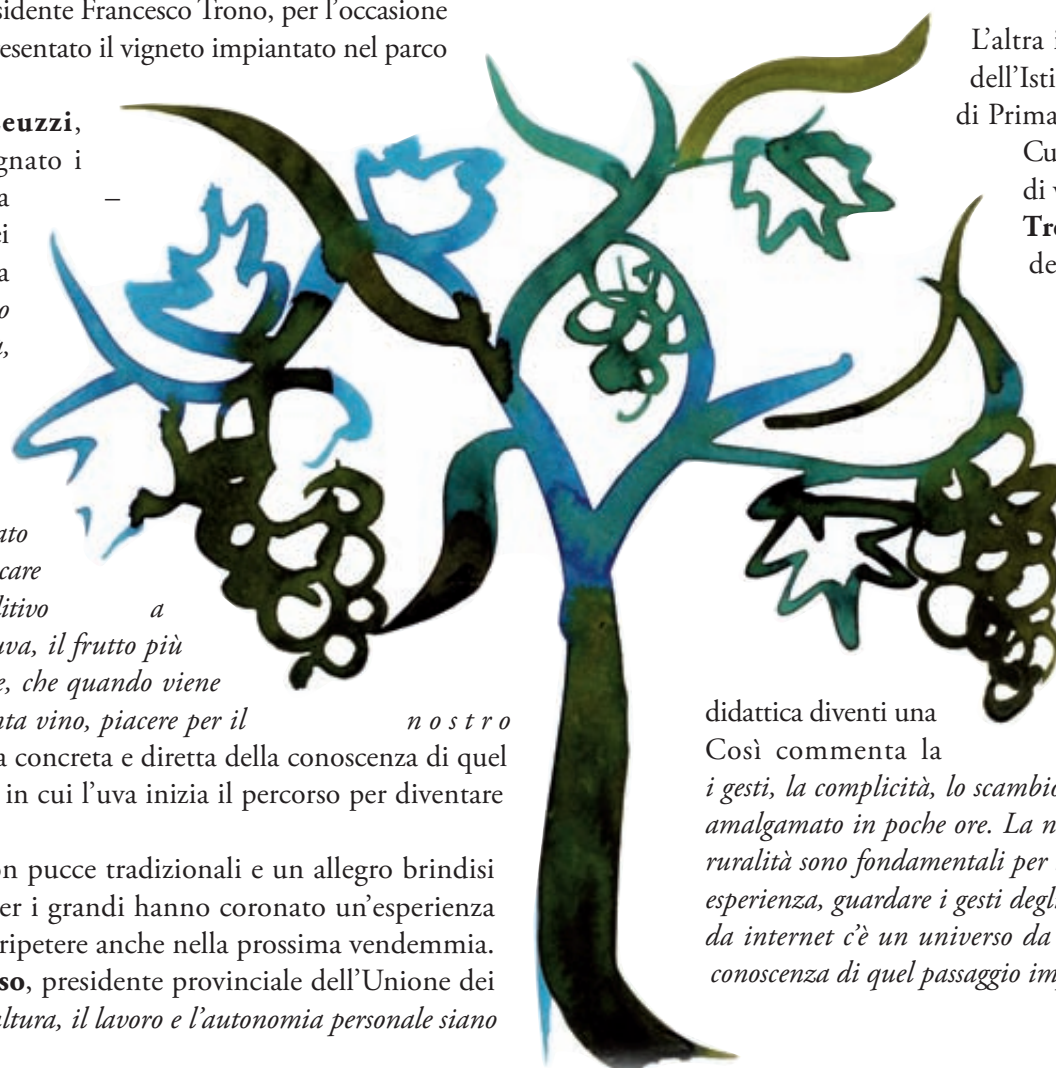 sidente Francesco Trono, per l'occasione
esentato il vigneto impiantato nel parco
euzzi,
gnato i
a –
ei
a
o
a,
ato
care
litivo a
uva, il frutto più
e, che quando viene
nta vino, piacere per il nostro
a concreta e diretta della conoscenza di quel
in cui l'uva inizia il percorso per diventare
on pucce tradizionali e un allegro brindisi
er i grandi hanno coronato un'esperienza
ripetere anche nella prossima vendemmia.
so, presidente provinciale dell'Unione dei
ltura, il lavoro e l'autonomia personale siano
L'altra i
dell'Isti
di Prima
Cu
di v
Tre
de
didattica diventi una
Così commenta la
i gesti, la complicità, lo scambio
amalgamato in poche ore. La n
ruralità sono fondamentali per
esperienza, guardare i gesti degl
da internet c'è un universo da
conoscenza di quel passaggio im